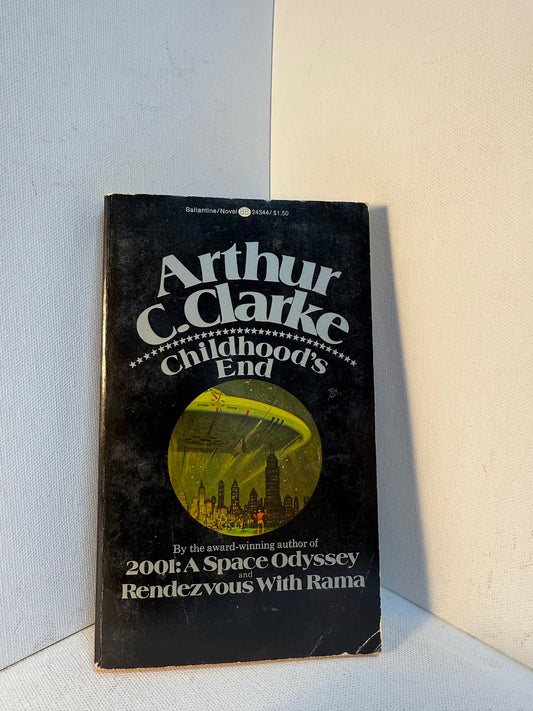 Ballantine/Novel BB 24344/$1.50
Arthur
C. Clarke
Childhood's
End
By the award-winning author of
2001: A Space Odyssey
and
Rendezvous With Rama